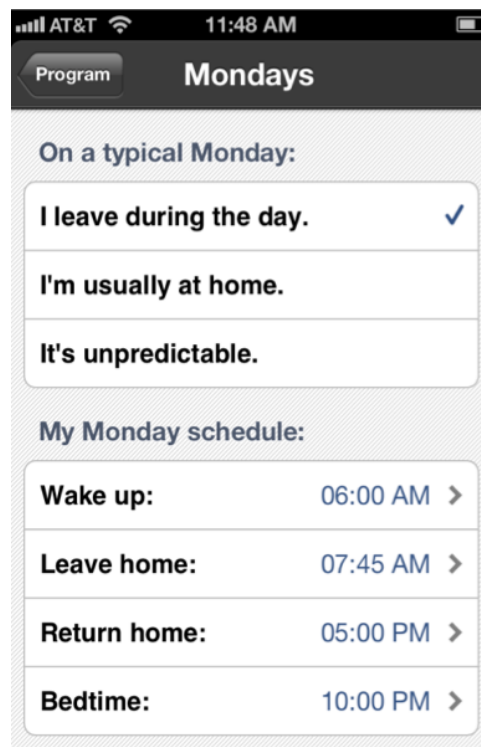 AT&T 11:48 AM
Program Mondays
On a typical Monday:
I leave during the day.
I'm usually at home.
It's unpredictable.
My Monday schedule:
Wake up: 06:00 AM
Leave home: 07:45 AM
Return home: 05:00 PM
Bedtime: 10:00 PM